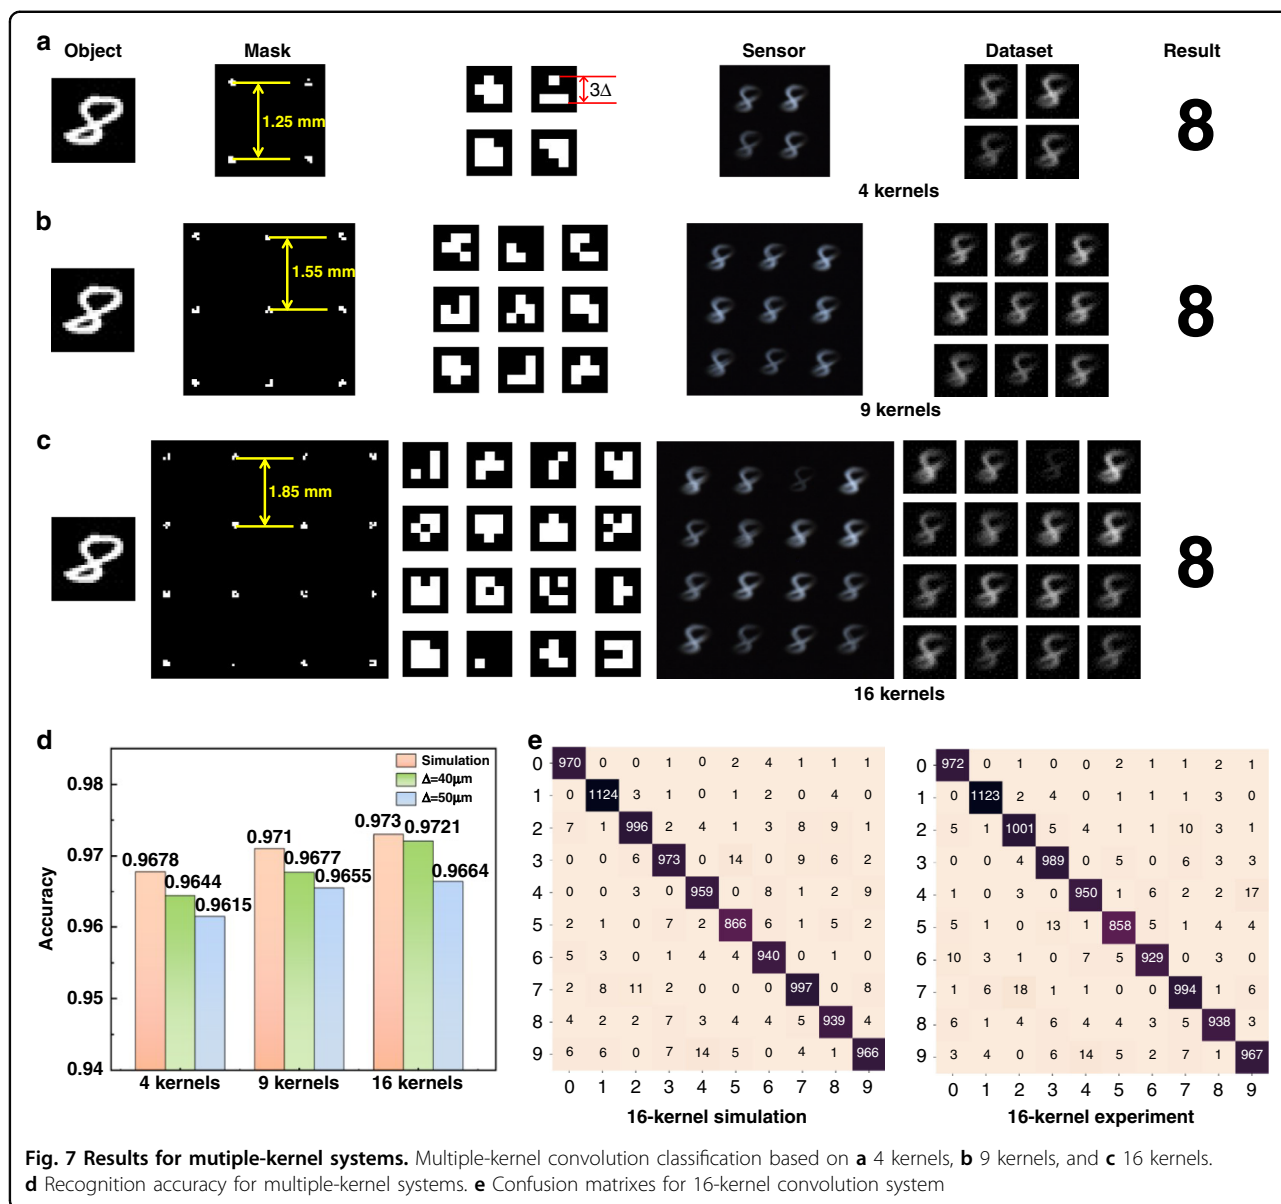 a
Object
Mask
Sensor
Dataset
Result
1.25 mm
3Δ
8
4 kernels
b
1.55 mm
8
9 kernels
c
1.85 mm
8
16 kernels
d
Accuracy
0.98
0.97
0.96
0.95
0.94
Simulation
Δ=40μm
Δ=50μm
0.9678
0.9644
0.9615
0.971
0.9677
0.9655
0.973
0.9721
0.9664
4 kernels
9 kernels
16 kernels
e
0 970 0 0 1 0 2 4 1 1 1
1 0 1124 3 1 0 1 2 0 4 0
2 7 1 996 2 4 1 3 8 9 1
3 0 0 6 973 0 14 0 9 6 2
4 0 0 3 0 959 0 8 1 2 9
5 2 1 0 7 2 866 6 1 5 2
6 5 3 0 1 4 4 940 0 1 0
7 2 8 11 2 0 0 0 997 0 8
8 4 2 2 7 3 4 4 5 939 4
9 6 6 0 7 14 5 0 4 1 966
0 1 2 3 4 5 6 7 8 9
16-kernel simulation
0 972 0 1 0 0 2 1 1 2 1
1 0 1123 2 4 0 1 1 1 3 0
2 5 1 1001 5 4 1 1 10 3 1
3 0 0 4 989 0 5 0 6 3 3
4 1 0 3 0 950 1 6 2 2 17
5 5 1 0 13 1 858 5 1 4 4
6 10 3 1 0 7 5 929 0 3 0
7 1 6 18 1 1 0 0 994 1 6
8 6 1 4 6 4 4 3 5 938 3
9 3 4 0 6 14 5 2 7 1 967
0 1 2 3 4 5 6 7 8 9
16-kernel experiment
Fig. 7 Results for mutiple-kernel systems. Multiple-kernel convolution classification based on a 4 kernels, b 9 kernels, and c 16 kernels.
d Recognition accuracy for multiple-kernel systems. e Confusion matrixes for 16-kernel convolution system